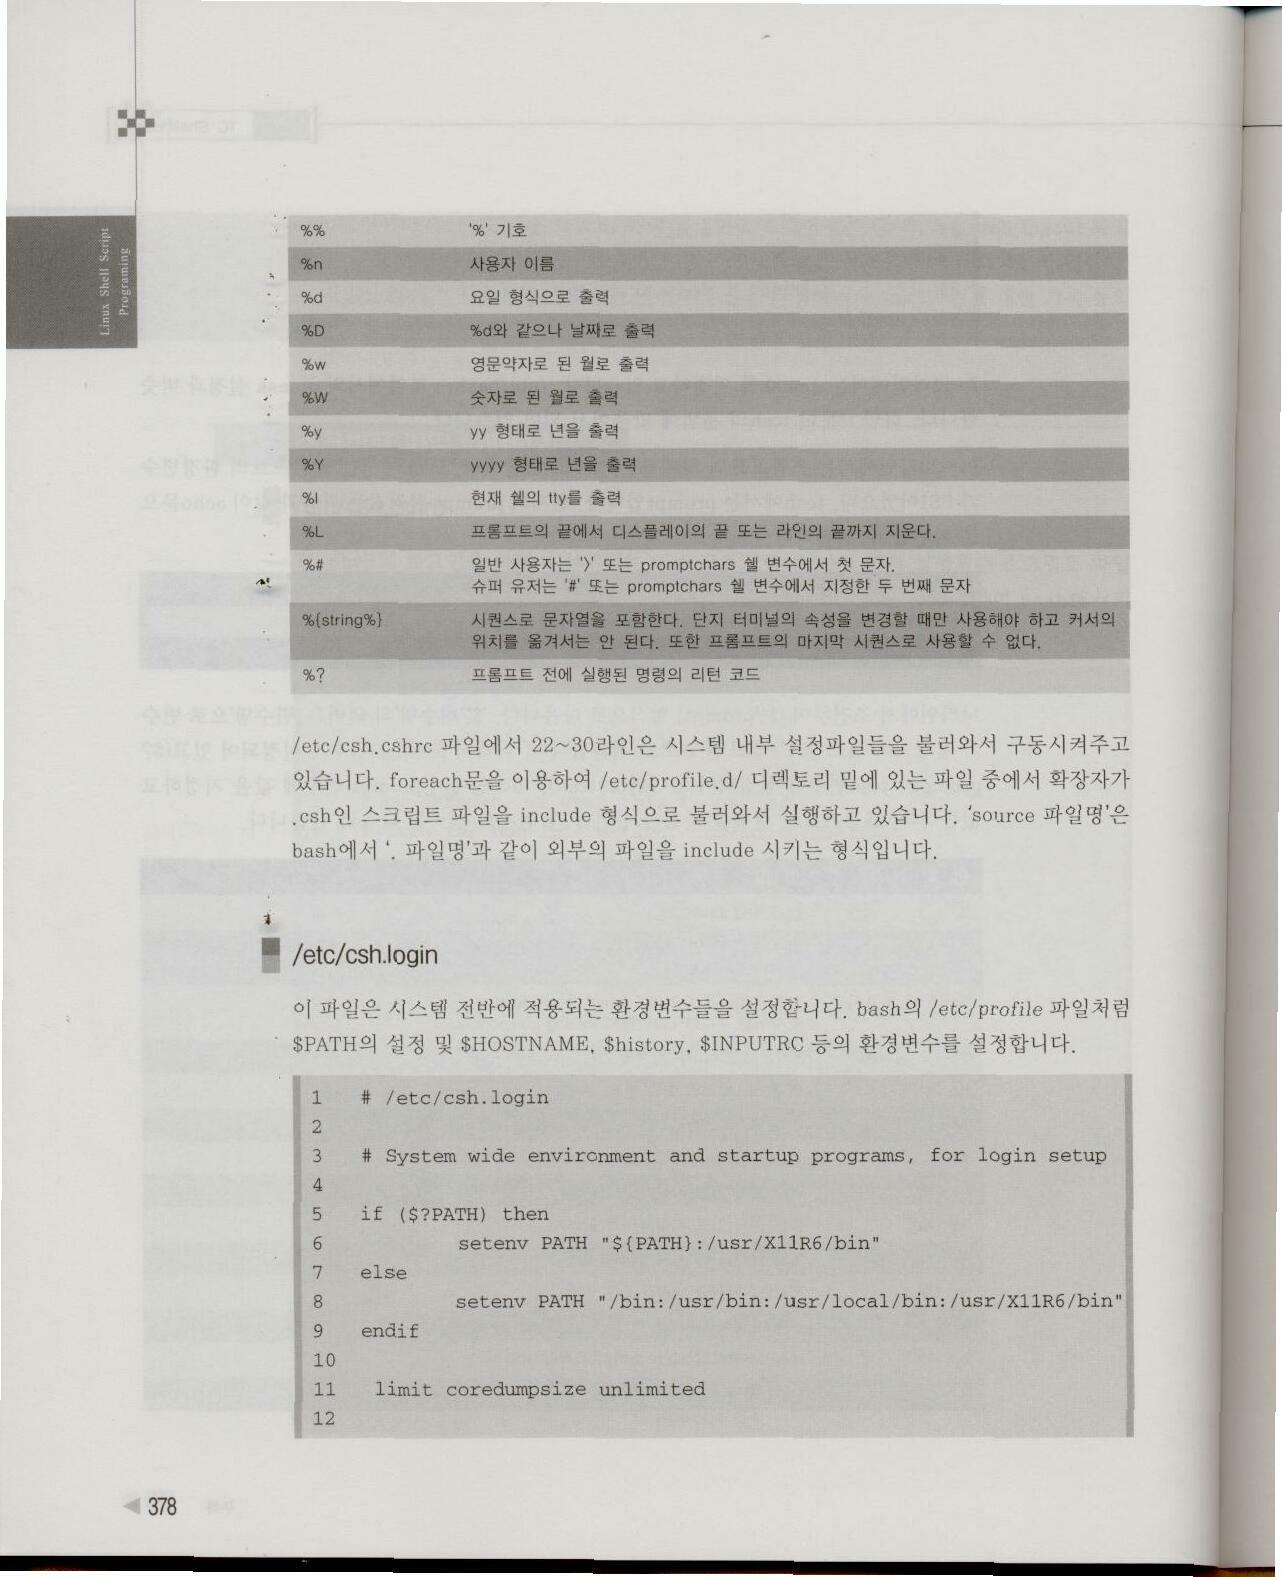 Linux Shell Script
Programing
%% '%' 기호
%n 사용자 이름
%d 요일 형식으로 출력
%D %d와 같으나 날짜로 출력
%w 영문약자로 된 월로 출력
%W 숫자로 된 월로 출력
%y yy 형태로 년을 출력
%Y yyyy 형태로 년을 출력
%l 현재 쉘의 tty를 출력
%L 프롬프트의 끝에서 디스플레이의 끝 또는 라인의 끝까지 지운다.
%# 일반 사용자는 '>' 또는 promptchars 쉘 변수에서 첫 문자.
슈퍼 유저는 '#' 또는 promptchars 쉘 변수에서 지정한 두 번째 문자
%{string%} 시퀀스로 문자열을 포함한다. 단지 터미널의 속성을 변경할 때만 사용해야 하고 커서의
위치를 옮겨서는 안 된다. 또한 프롬프트의 마지막 시퀀스로 사용할 수 없다.
%? 프롬프트 전에 실행된 명령의 리턴 코드
/etc/csh.cshrc 파일에서 22~30라인은 시스템 내부 설정파일들을 불러와서 구동시켜주고
있습니다. foreach문을 이용하여 /etc/profile.d/ 디렉토리 밑에 있는 파일 중에서 확장자가
.csh인 스크립트 파일을 include 형식으로 불러와서 실행하고 있습니다. ‘source 파일명’은
bash에서 ‘. 파일명’과 같이 외부의 파일을 include 시키는 형식입니다.
/etc/csh.login
이 파일은 시스템 전반에 적용되는 환경변수들을 설정합니다. bash의 /etc/profile 파일처럼
$PATH의 설정 및 $HOSTNAME, $history, $INPUTRC 등의 환경변수를 설정합니다.
1 # /etc/csh.login
2
3 # System wide environment and startup programs, for login setup
4
5 if ($?PATH) then
6 setenv PATH "${PATH}:/usr/X11R6/bin"
7 else
8 setenv PATH "/bin:/usr/bin:/usr/local/bin:/usr/X11R6/bin"
9 endif
10
11 limit coredumpsize unlimited
12
378